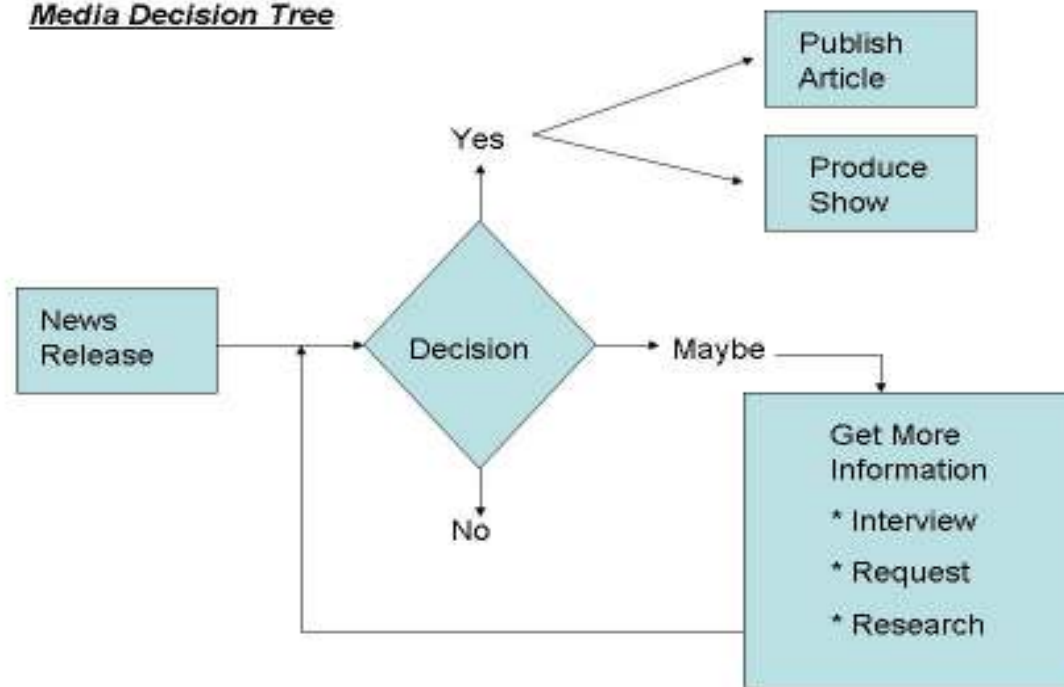 Media Decision Tree
Publish
Article
Yes
Produce
Show
News
Release
Decision
Maybe
Get More
Information
* Interview
* Request
* Research
No